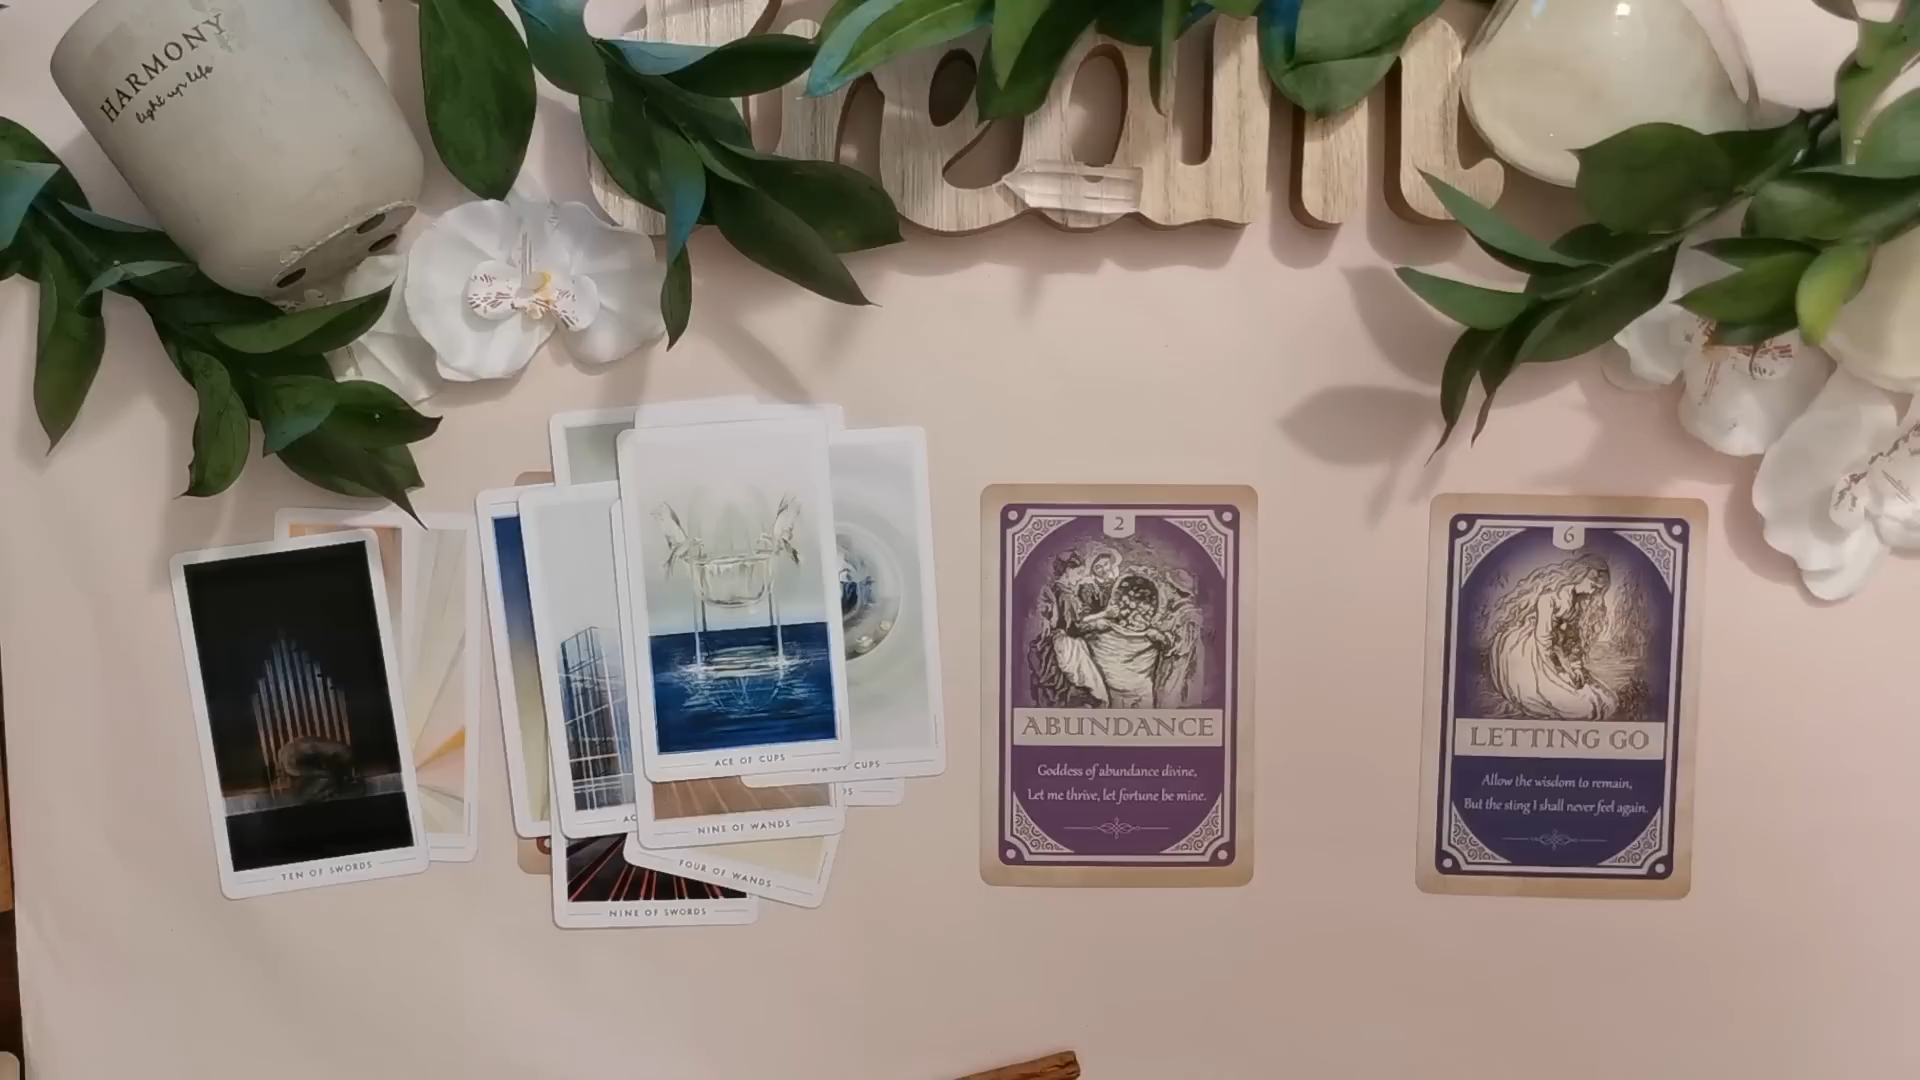 HARMONY
light up life
TEN OF SWORDS
ACE OF CUPS
OF CUPS
NINE OF WANDS
FOUR OF WANDS
NINE OF SWORDS
2
ABUNDANCE
Goddess of abundance divine,
Let me thrive, let fortune be mine.
6
LETTING GO
Allow the wisdom to remain,
But the sting I shall never feel again.